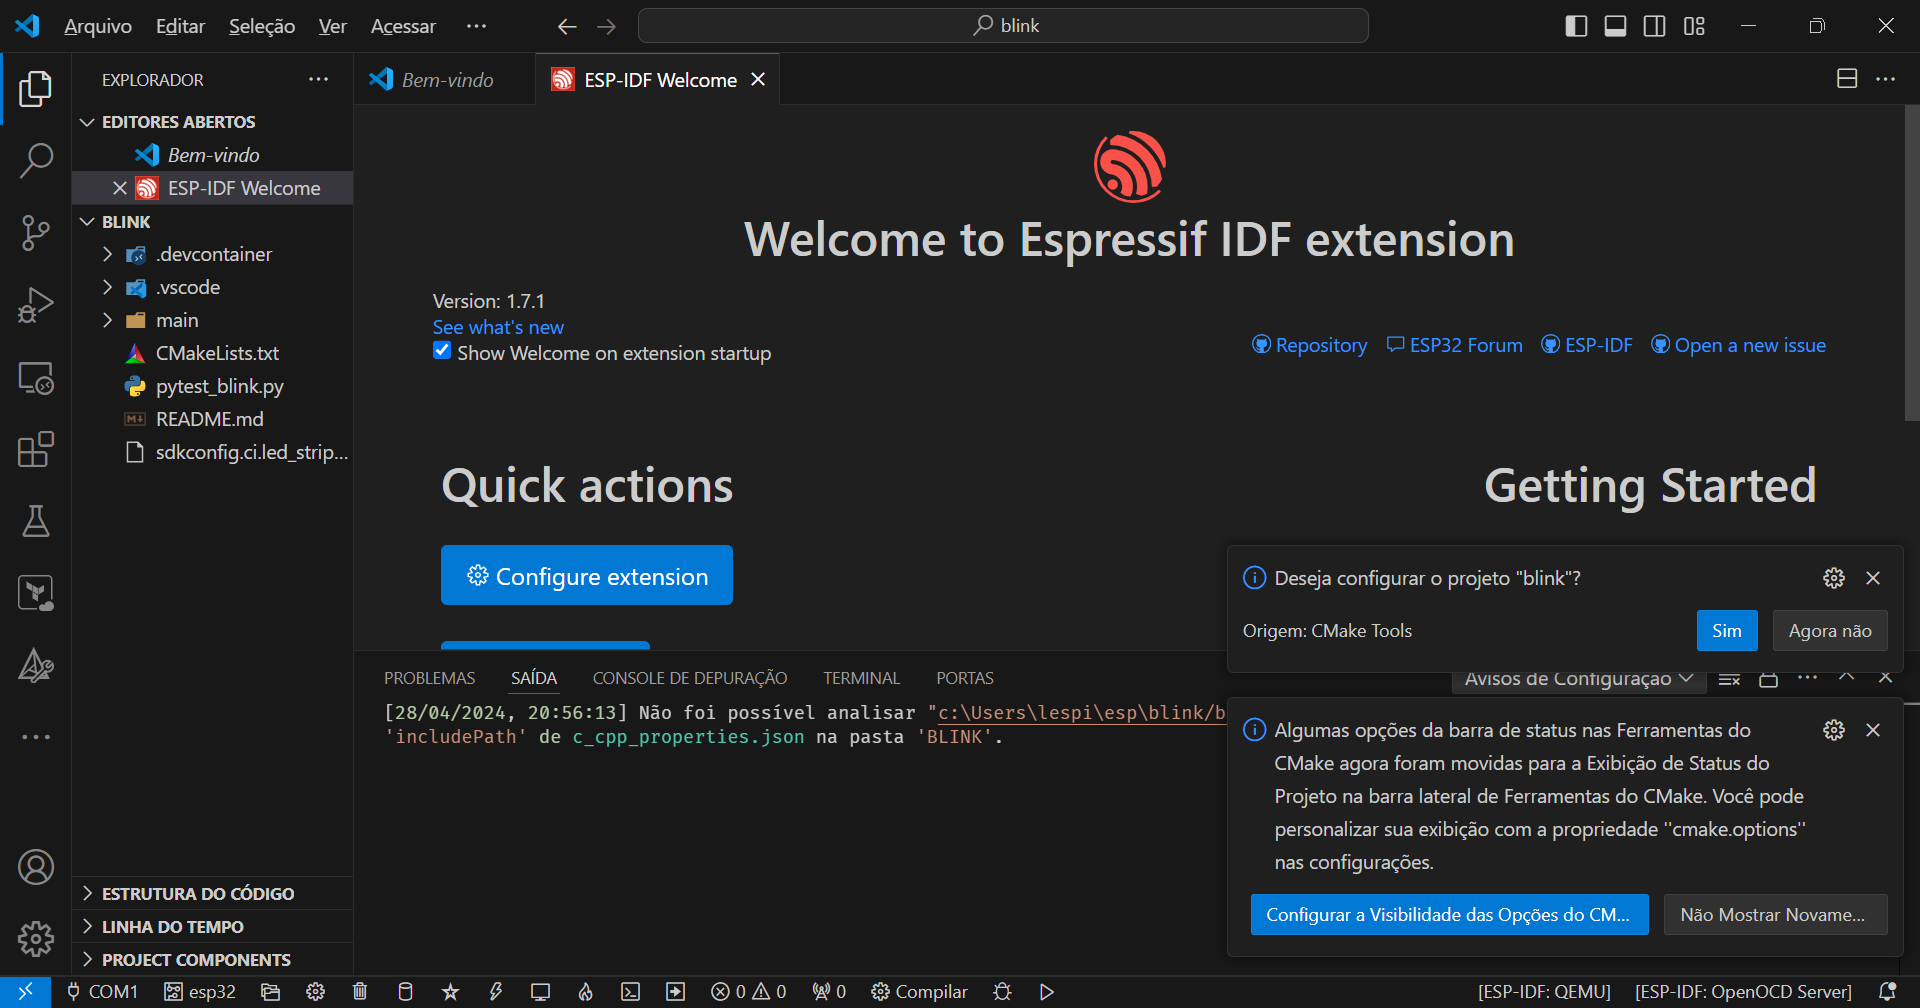 Arquivo Editar Seleção Ver Acessar ···
blink
EXPLORADOR ···
EDITORES ABERTOS
Bem-vindo
ESP-IDF Welcome
BLINK
.devcontainer
.vscode
main
CMakeLists.txt
pytest_blink.py
README.md
sdkconfig.ci.led_strip...
ESTRUTURA DO CÓDIGO
LINHA DO TEMPO
PROJECT COMPONENTS
Bem-vindo
ESP-IDF Welcome
Welcome to Espressif IDF extension
Version: 1.7.1
See what's new
Show Welcome on extension startup
Repository ESP32 Forum ESP-IDF Open a new issue
Quick actions
Getting Started
Configure extension
PROBLEMAS SAÍDA CONSOLE DE DEPURAÇÃO TERMINAL PORTAS
Avisos de Configuração
[28/04/2024, 20:56:13] Não foi possível analisar "c:\Users\lespi\esp\blink/b
'includePath' de c_cpp_properties.json na pasta 'BLINK'.
Deseja configurar o projeto "blink"?
Origem: CMake Tools
Sim
Agora não
Algumas opções da barra de status nas Ferramentas do
CMake agora foram movidas para a Exibição de Status do
Projeto na barra lateral de Ferramentas do CMake. Você pode
personalizar sua exibição com a propriedade ''cmake.options''
nas configurações.
Configurar a Visibilidade das Opções do CM...
Não Mostrar Novame...
COM1 esp32 0 0 0 Compilar [ESP-IDF: QEMU] [ESP-IDF: OpenOCD Server]